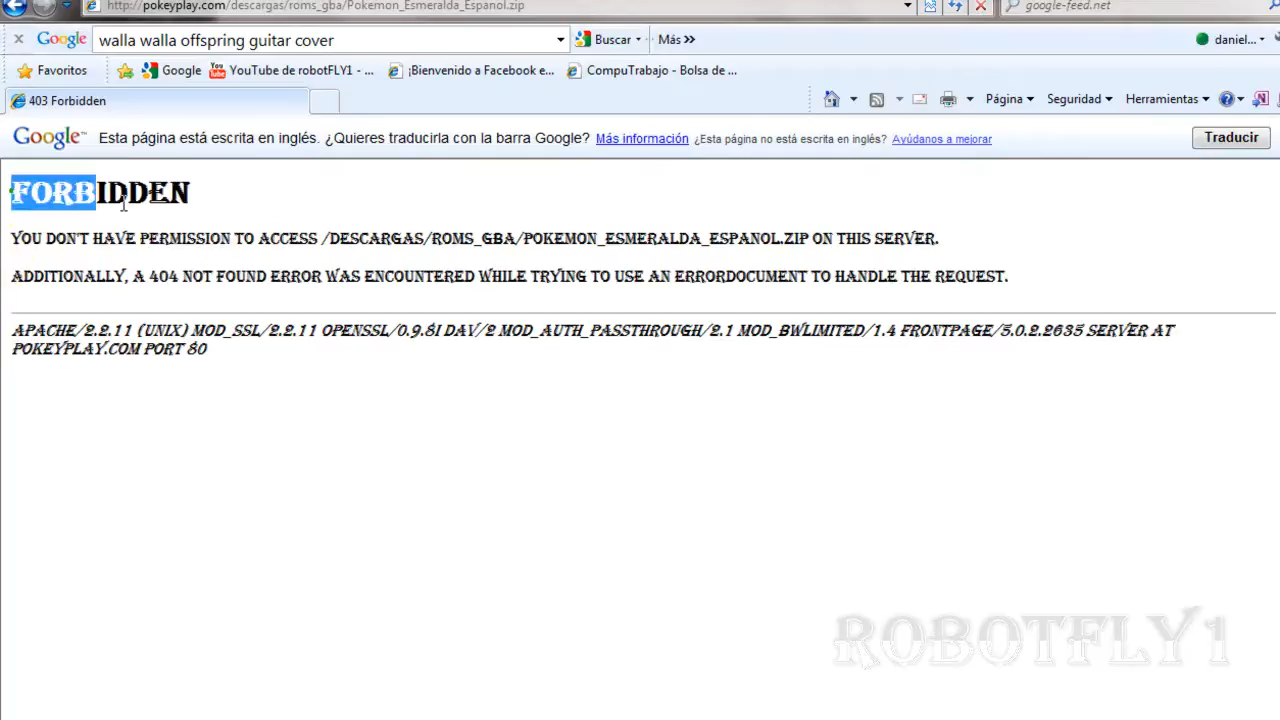 http://pokeyplay.com/descargas/roms_gba/Pokemon_Esmeralda_Espanol.zip
google-feed.net
Google walla walla offspring guitar cover Buscar Más daniel...
Favoritos Google YouTube de robotFLY1 - ... ¡Bienvenido a Facebook e... CompuTrabajo - Bolsa de ...
403 Forbidden Página Seguridad Herramientas
Google™ Esta página está escrita en inglés. ¿Quieres traducirla con la barra Google? Más información ¿Esta página no está escrita en inglés? Ayúdanos a mejorar Traducir
FORBIDDEN
YOU DON'T HAVE PERMISSION TO ACCESS /DESCARGAS/ROMS_GBA/POKEMON_ESMERALDA_ESPANOL.ZIP ON THIS SERVER.
ADDITIONALLY, A 404 NOT FOUND ERROR WAS ENCOUNTERED WHILE TRYING TO USE AN ERRORDOCUMENT TO HANDLE THE REQUEST.
APACHE/2.2.11 (UNIX) MOD_SSL/2.2.11 OPENSSL/0.9.8I DAV/2 MOD_AUTH_PASSTHROUGH/2.1 MOD_BWLIMITED/1.4 FRONTPAGE/5.0.2.2635 SERVER AT
POKEYPLAY.COM PORT 80
ROBOTFLY1